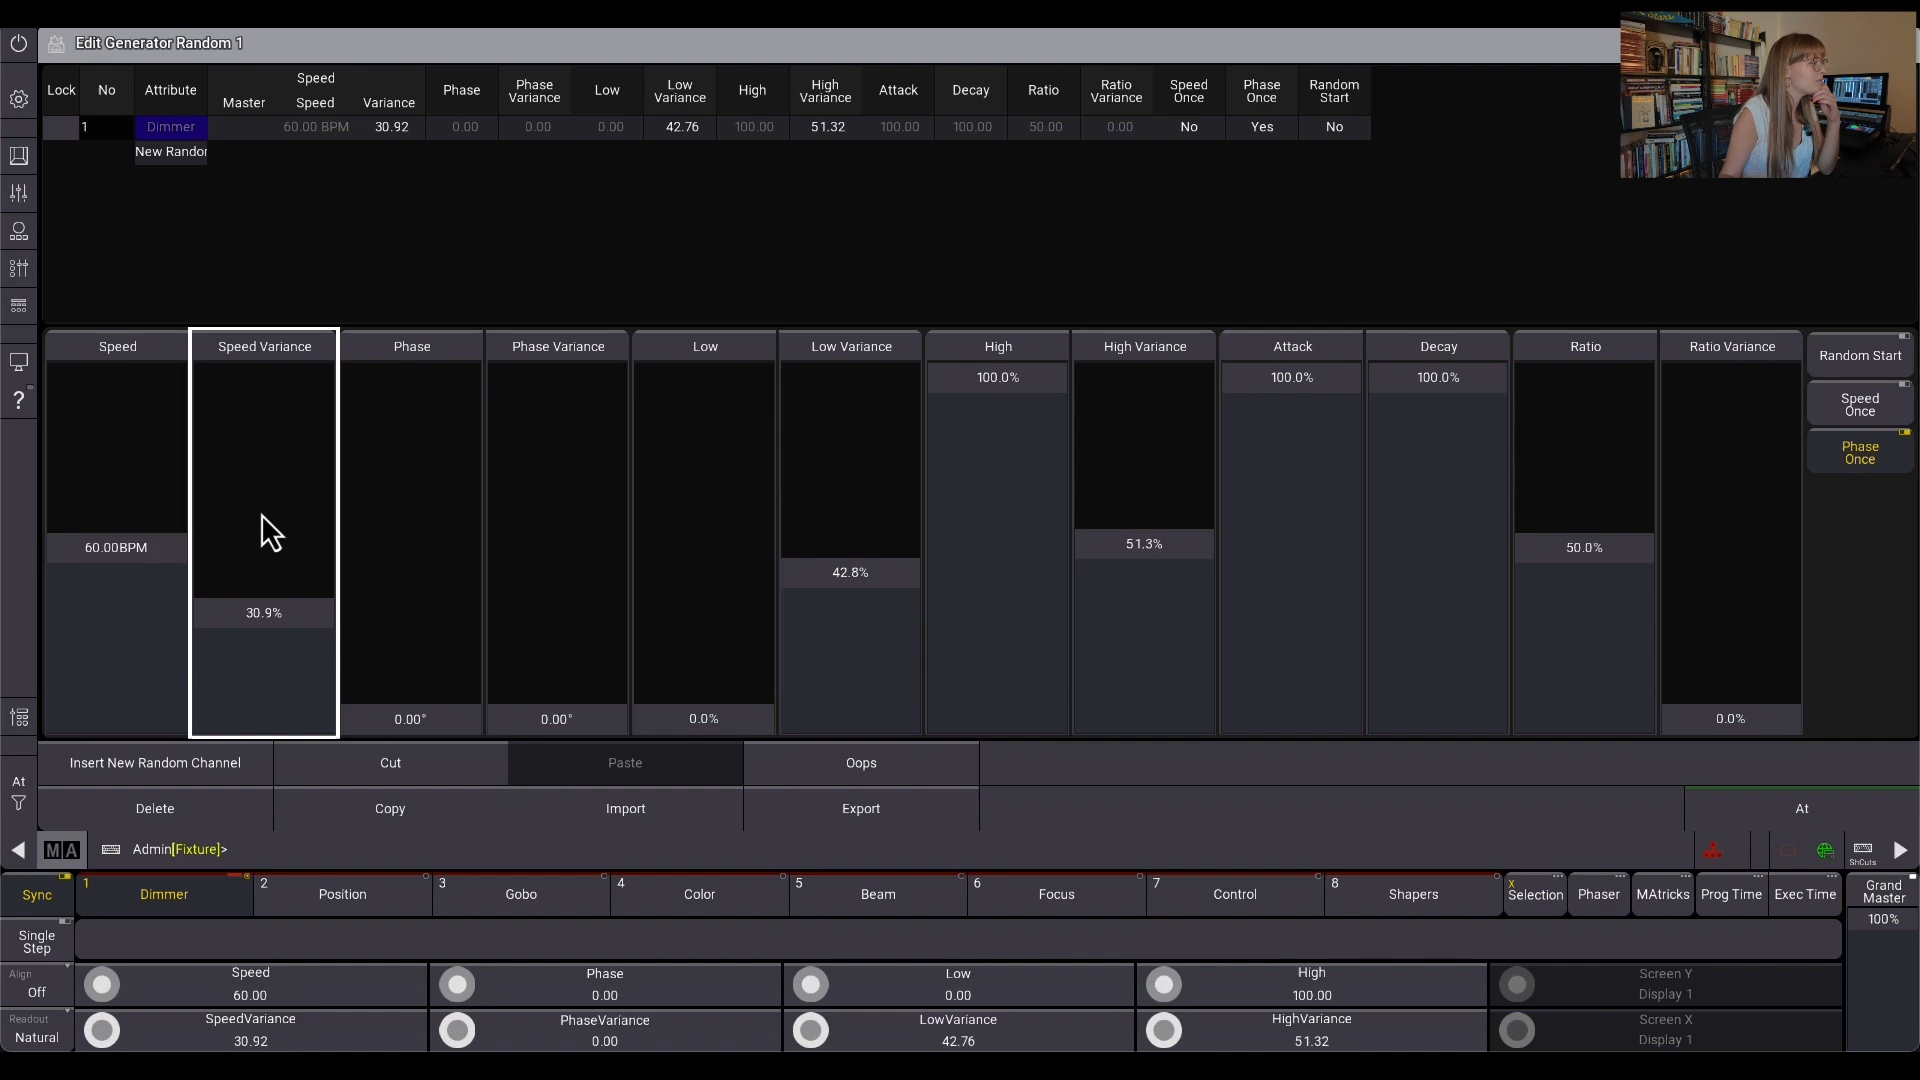 Edit Generator Random 1
Lock No Attribute Speed Phase Phase Variance Low Low Variance High High Variance Attack Decay Ratio Ratio Variance Speed Once Phase Once Random Start
Master Speed Variance
1 Dimmer 60.00 BPM 30.92 0.00 0.00 0.00 42.76 100.00 51.32 100.00 100.00 50.00 0.00 No Yes No
New Randor
Speed Speed Variance Phase Phase Variance Low Low Variance High High Variance Attack Decay Ratio Ratio Variance
60.00BPM 30.9% 0.00° 0.00° 0.0% 42.8% 100.0% 51.3% 100.0% 100.0% 50.0% 0.0%
Random Start
Speed Once
Phase Once
?
Insert New Random Channel Cut Paste Oops
Delete Copy Import Export At
At
MA Admin[Fixture]> ShCuts
Sync 1 Dimmer 2 Position 3 Gobo 4 Color 5 Beam 6 Focus 7 Control 8 Shapers X Selection Phaser MAtricks Prog Time Exec Time Grand Master
100%
Single Step
Align Off
Speed Phase Low High Screen Y
60.00 0.00 0.00 100.00 Display 1
Readout Natural
SpeedVariance PhaseVariance LowVariance HighVariance Screen X
30.92 0.00 42.76 51.32 Display 1